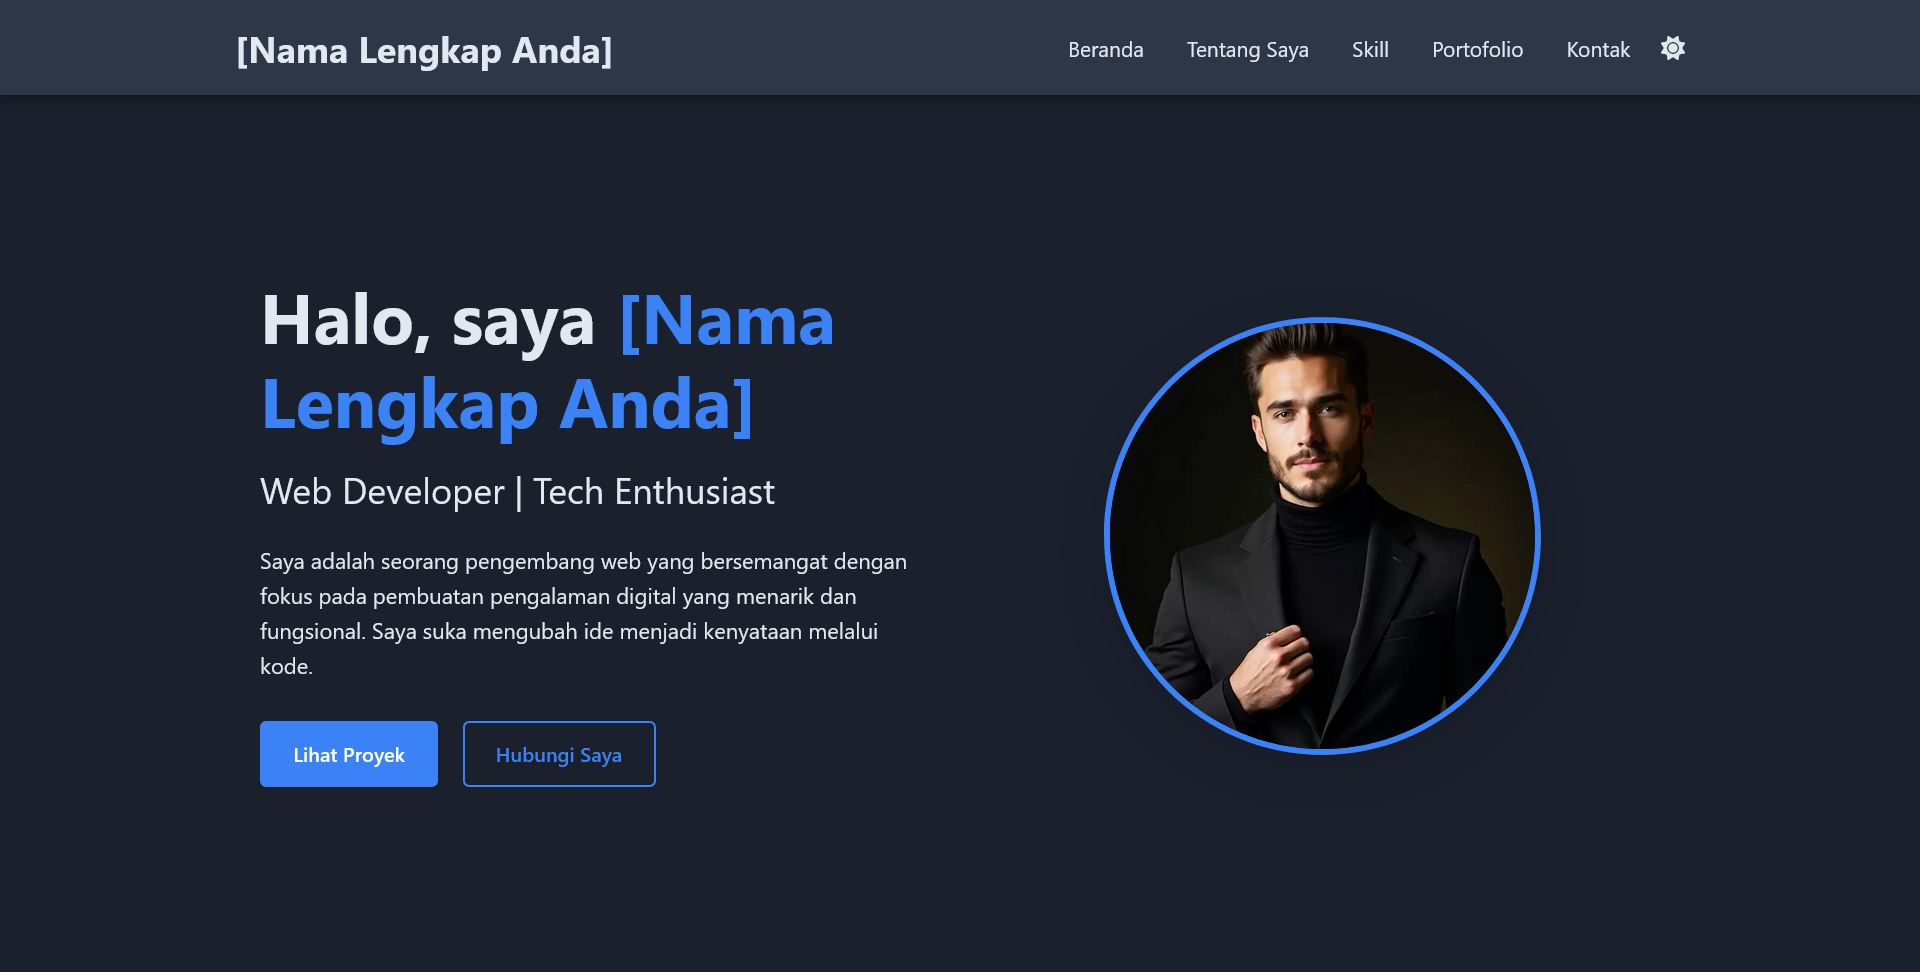 [Nama Lengkap Anda]
Beranda
Tentang Saya
Skill
Portofolio
Kontak
Halo, saya [Nama
Lengkap Anda]
Web Developer | Tech Enthusiast
Saya adalah seorang pengembang web yang bersemangat dengan
fokus pada pembuatan pengalaman digital yang menarik dan
fungsional. Saya suka mengubah ide menjadi kenyataan melalui
kode.
Lihat Proyek
Hubungi Saya